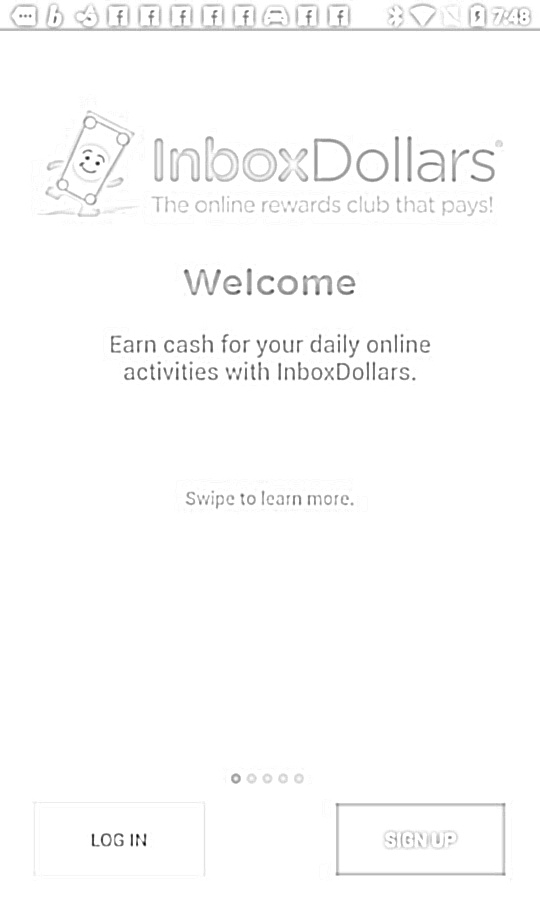 7:48
InboxDollars®
The online rewards club that pays!
Welcome
Earn cash for your daily online
activities with InboxDollars.
Swipe to learn more.
LOG IN
SIGN UP